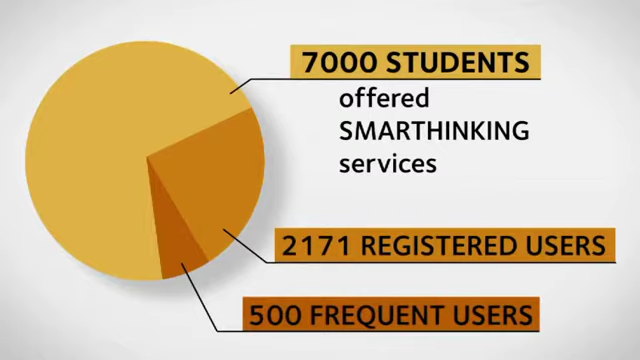 7000 STUDENTS
offered
SMARTHINKING
services
2171 REGISTERED USERS
500 FREQUENT USERS